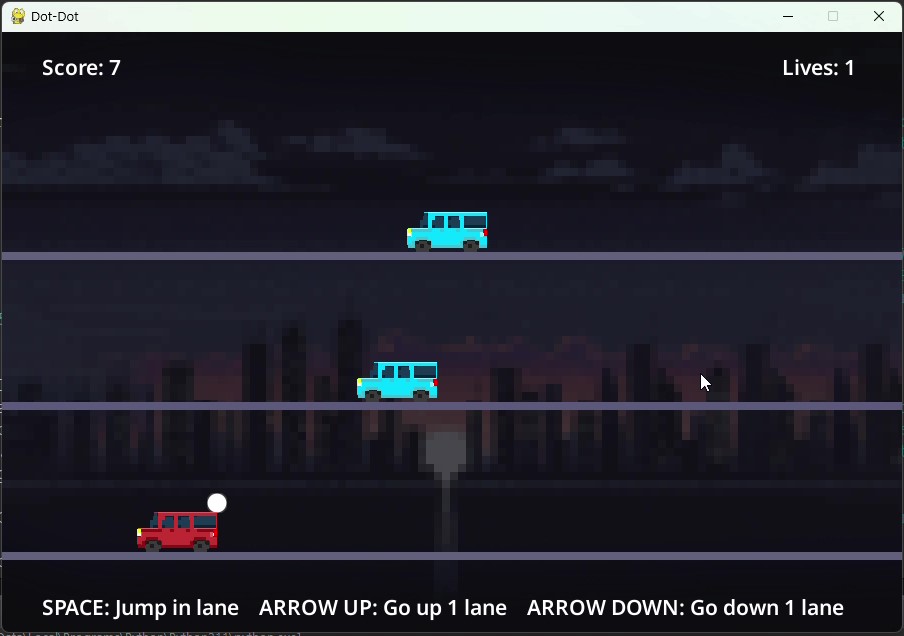 Dot-Dot
Score: 7
Lives: 1
SPACE: Jump in lane ARROW UP: Go up 1 lane ARROW DOWN: Go down 1 lane